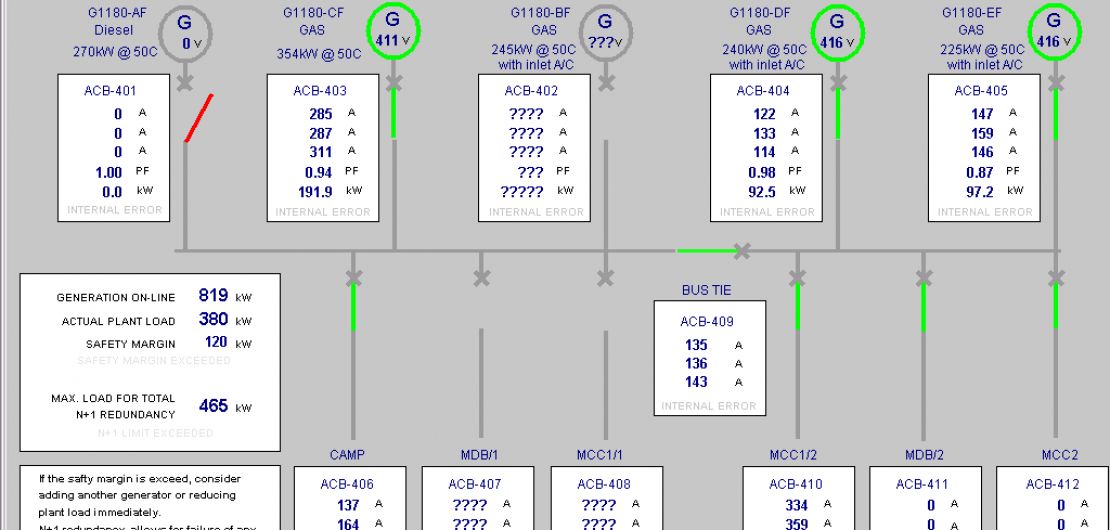 G1180-AF
Diesel
270kW @ 50C
G
0 V
G1180-CF
GAS
354kW @ 50C
G
411 V
G1180-BF
GAS
245kW @ 50C
with inlet A/C
G
???V
G1180-DF
GAS
240kW @ 50C
with inlet A/C
G
416 V
G1180-EF
GAS
225kW @ 50C
with inlet A/C
G
416 V
ACB-401
0 A
0 A
0 A
1.00 PF
0.0 kW
INTERNAL ERROR
ACB-403
285 A
287 A
311 A
0.94 PF
191.9 kW
INTERNAL ERROR
ACB-402
???? A
???? A
???? A
??? PF
????? kW
INTERNAL ERROR
ACB-404
122 A
133 A
114 A
0.98 PF
92.5 kW
INTERNAL ERROR
ACB-405
147 A
159 A
146 A
0.87 PF
97.2 kW
INTERNAL ERROR
GENERATION ON-LINE 819 kW
ACTUAL PLANT LOAD 380 kW
SAFETY MARGIN 120 kW
SAFETY MARGIN EXCEEDED
MAX. LOAD FOR TOTAL
N+1 REDUNDANCY 465 kW
N+1 LIMIT EXCEEDED
BUS TIE
ACB-409
135 A
136 A
143 A
INTERNAL ERROR
If the safty margin is exceed, consider
adding another generator or reducing
plant load immediately.
N+1 redundancy, allows for failure of any
CAMP
ACB-406
137 A
164 A
MDB/1
ACB-407
???? A
???? A
MCC1/1
ACB-408
???? A
???? A
MCC1/2
ACB-410
334 A
359 A
MDB/2
ACB-411
0 A
0 A
MCC2
ACB-412
0 A
0 A